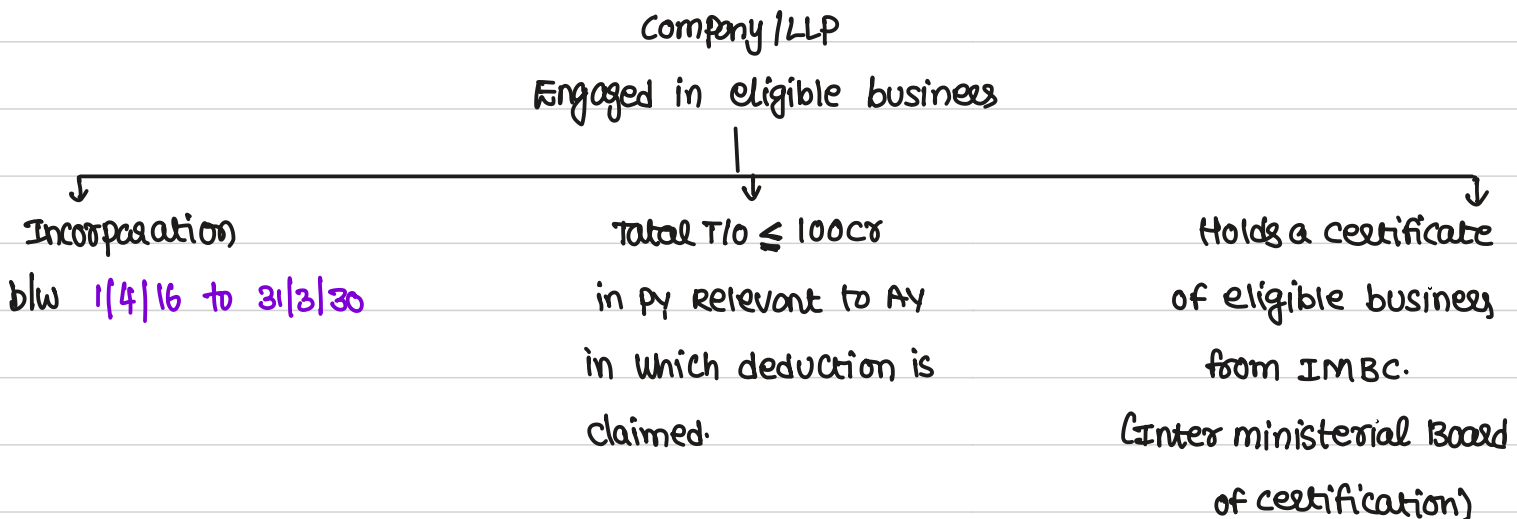 Company/LLP
Engaged in eligible business
Incorporation
b/w 1/4/16 to 31/3/30
Total T/o ≤ 100Cr
in PY Relevant to AY
in which deduction is
claimed.
Holds a certificate
of eligible business
from IMBC.
(Inter ministerial Board
of certification)